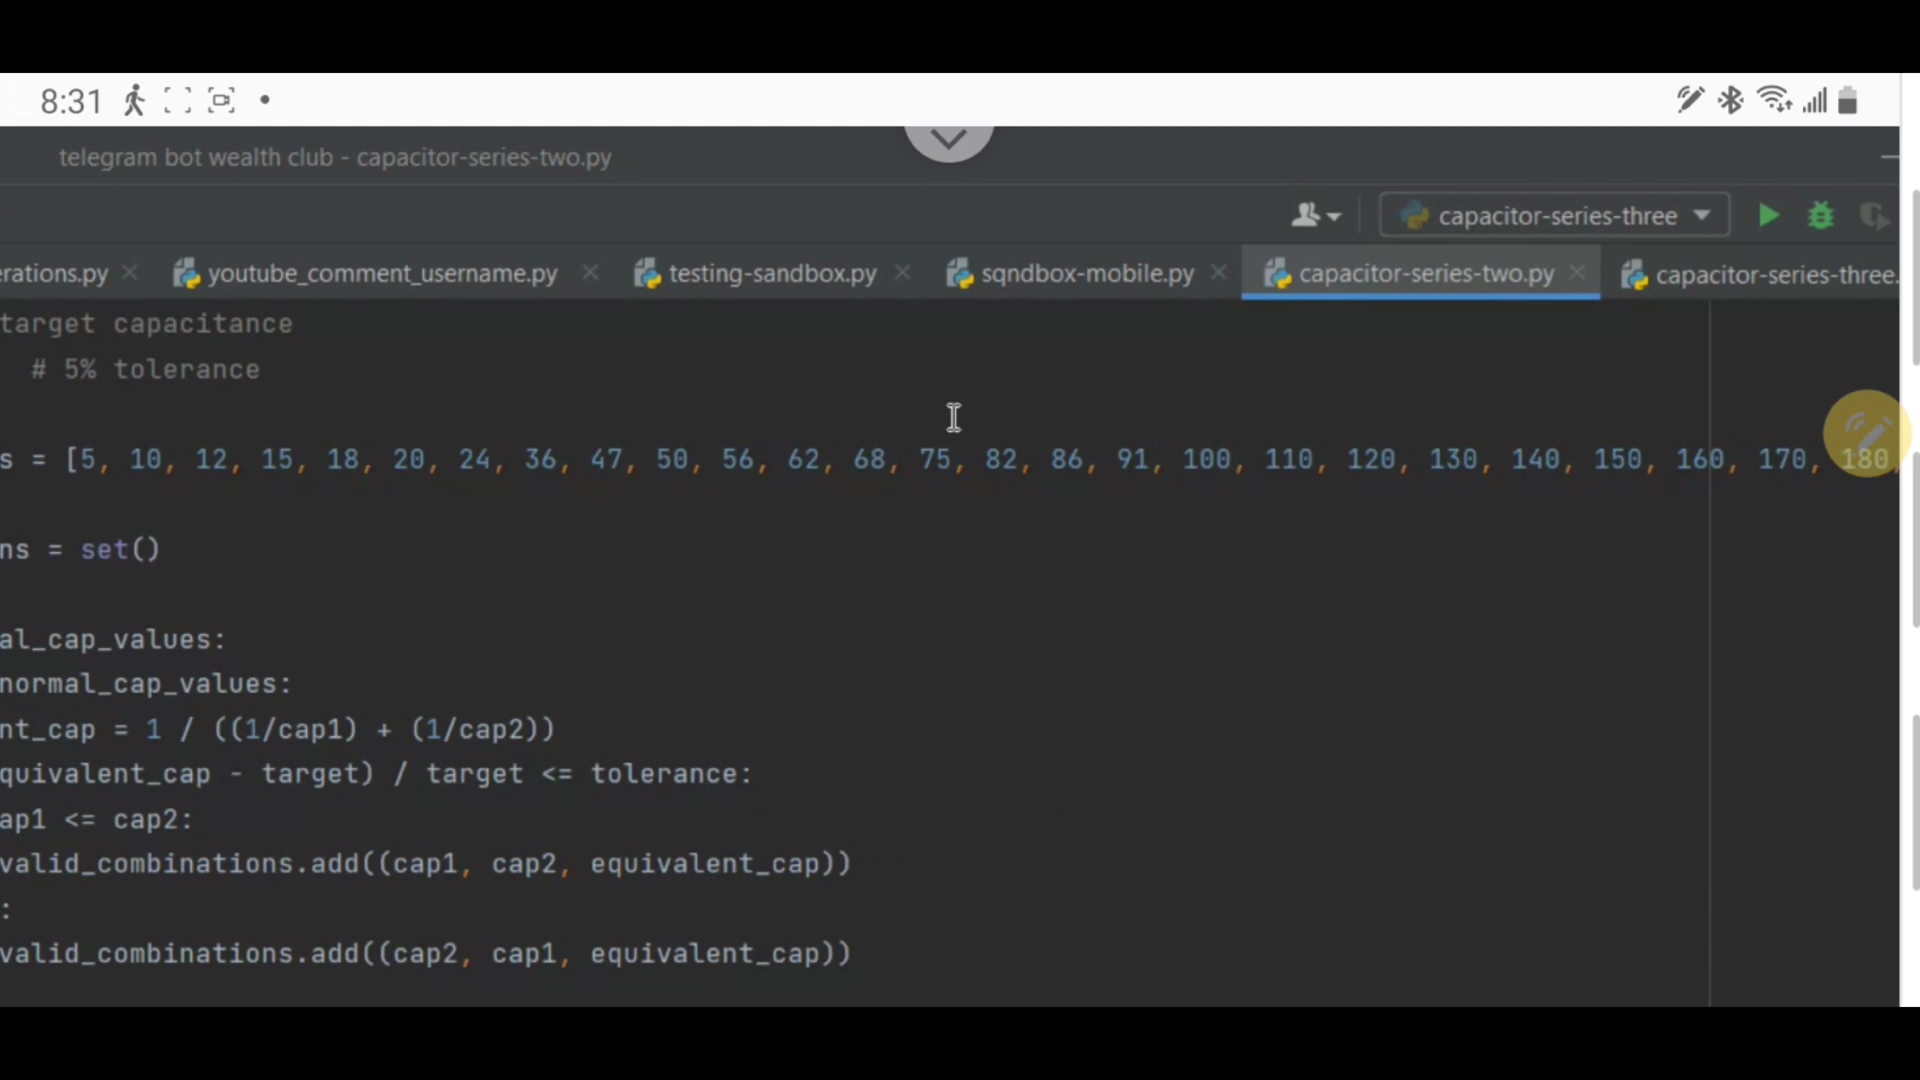 8:31
telegram bot wealth club - capacitor-series-two.py
capacitor-series-three
erations.py youtube_comment_username.py testing-sandbox.py sqndbox-mobile.py capacitor-series-two.py capacitor-series-three.
target capacitance
# 5% tolerance
s = [5, 10, 12, 15, 18, 20, 24, 36, 47, 50, 56, 62, 68, 75, 82, 86, 91, 100, 110, 120, 130, 140, 150, 160, 170, 180,
ns = set()
al_cap_values:
normal_cap_values:
nt_cap = 1 / ((1/cap1) + (1/cap2))
quivalent_cap - target) / target <= tolerance:
ap1 <= cap2:
valid_combinations.add((cap1, cap2, equivalent_cap))
:
valid_combinations.add((cap2, cap1, equivalent_cap))